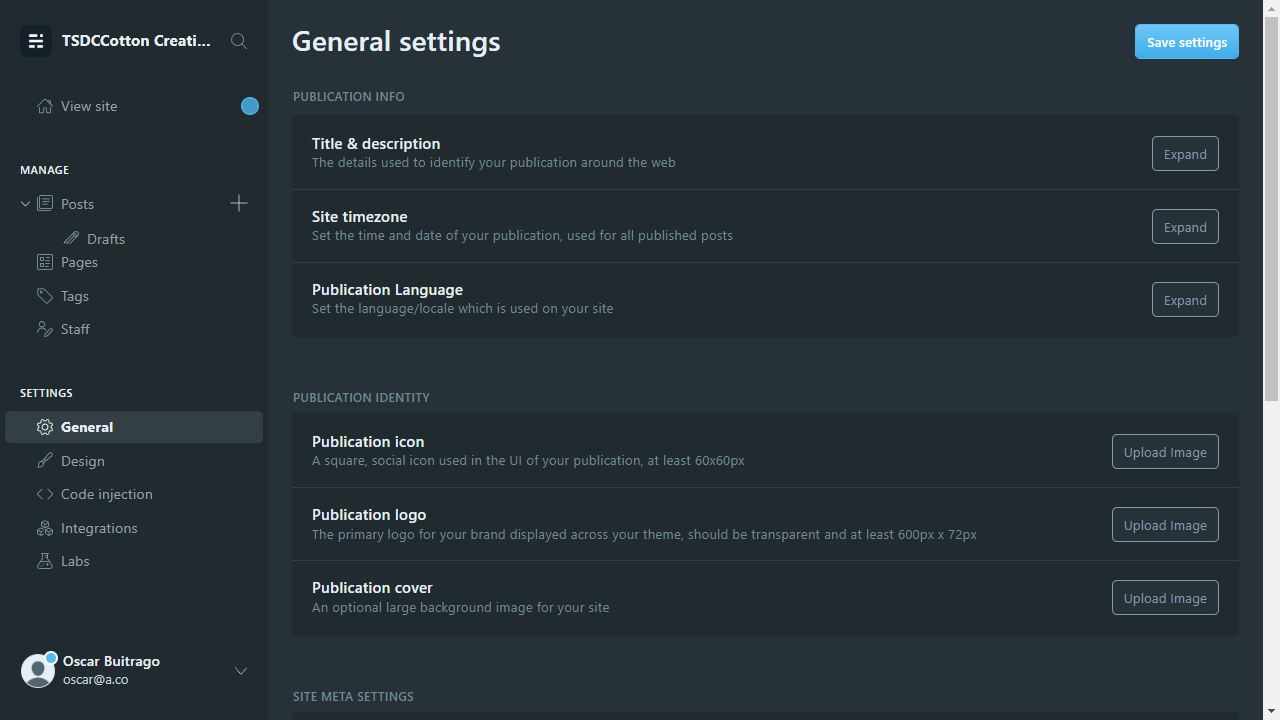 TSDCCotton Creati...
View site
MANAGE
Posts
Drafts
Pages
Tags
Staff
SETTINGS
General
Design
Code injection
Integrations
Labs
Oscar Buitrago
oscar@a.co
General settings
Save settings
PUBLICATION INFO
Title & description
The details used to identify your publication around the web
Expand
Site timezone
Set the time and date of your publication, used for all published posts
Expand
Publication Language
Set the language/locale which is used on your site
Expand
PUBLICATION IDENTITY
Publication icon
A square, social icon used in the UI of your publication, at least 60x60px
Upload Image
Publication logo
The primary logo for your brand displayed across your theme, should be transparent and at least 600px x 72px
Upload Image
Publication cover
An optional large background image for your site
Upload Image
SITE META SETTINGS